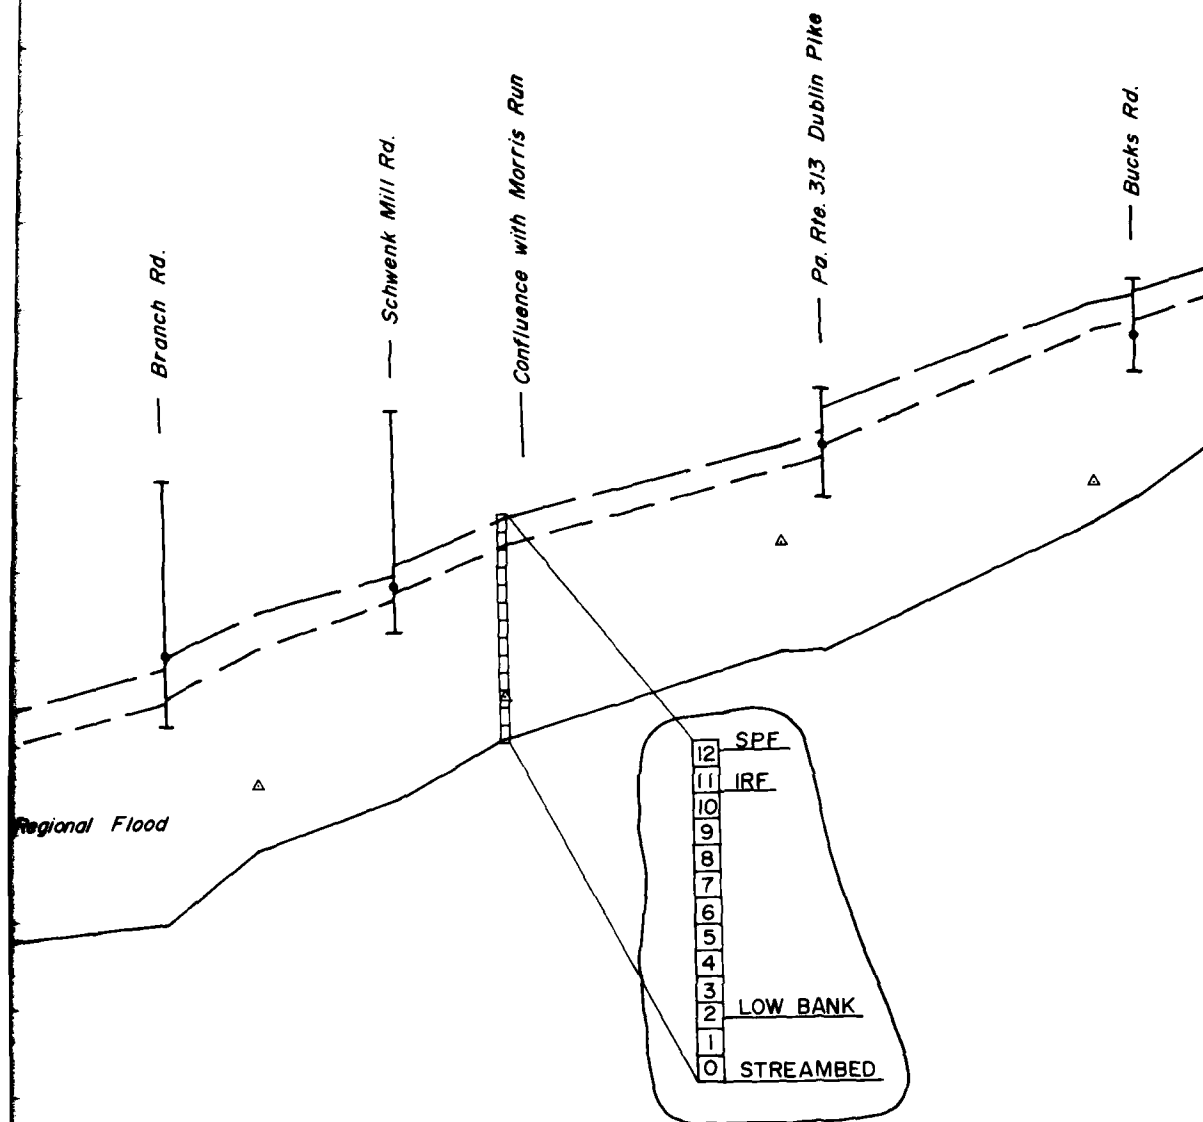 Branch Rd.
Schwenk Mill Rd.
Confluence with Morris Run
Pa. Rte. 313 Dublin Pike
Bucks Rd.
Regional Flood
12 SPF
11 IRF
10
9
8
7
6
5
4
3
2 LOW BANK
1
0 STREAMBED